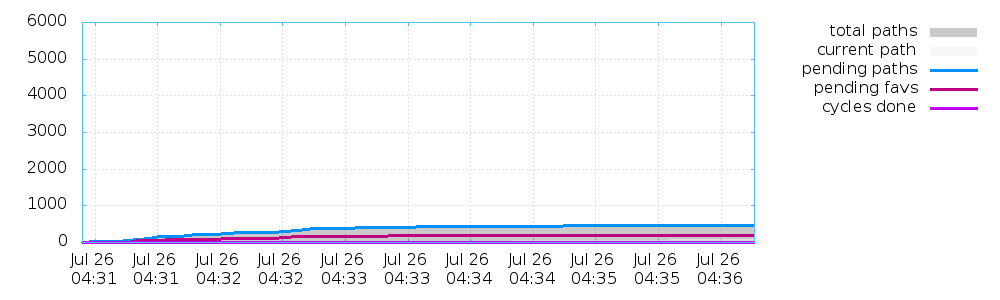 6000
5000
4000
3000
2000
1000
0
Jul 26 Jul 26 Jul 26 Jul 26 Jul 26 Jul 26 Jul 26 Jul 26 Jul 26 Jul 26 Jul 26
04:31 04:31 04:32 04:32 04:33 04:33 04:34 04:34 04:35 04:35 04:36
total paths
current path
pending paths
pending favs
cycles done